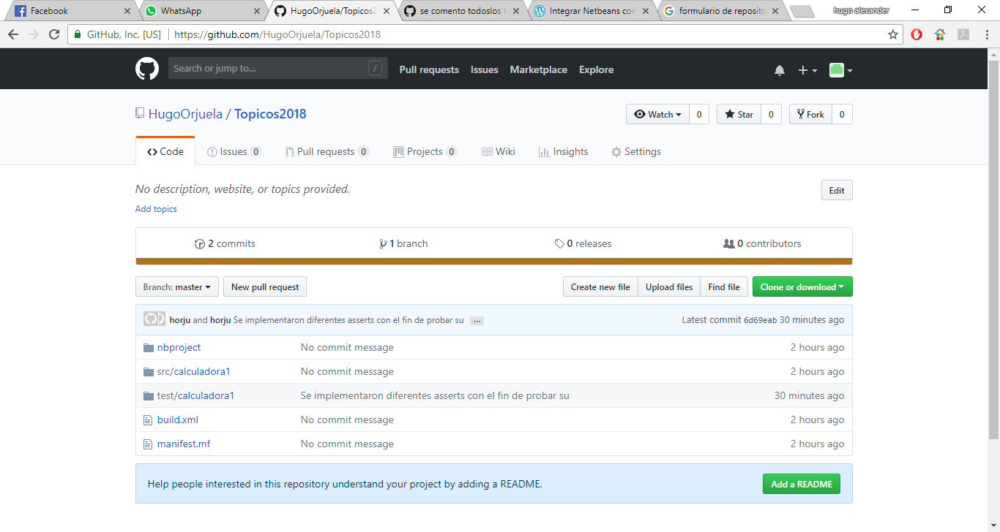 Facebook
WhatsApp
HugoOrjuela/Topicos2
se comento todoslos t
Integrar Netbeans con
formulario de reposito
hugo alexander
GitHub, Inc. [US] https://github.com/HugoOrjuela/Topicos2018
Search or jump to... /
Pull requests Issues Marketplace Explore
HugoOrjuela / Topicos2018
Watch 0 Star 0 Fork 0
Code Issues 0 Pull requests 0 Projects 0 Wiki Insights Settings
No description, website, or topics provided.
Edit
Add topics
2 commits 1 branch 0 releases 0 contributors
Branch: master New pull request Create new file Upload files Find file Clone or download
horju and horju Se implementaron diferentes asserts con el fin de probar su ... Latest commit 6d69eab 30 minutes ago
nbproject No commit message 2 hours ago
src/calculadora1 No commit message 2 hours ago
test/calculadora1 Se implementaron diferentes asserts con el fin de probar su 30 minutes ago
build.xml No commit message 2 hours ago
manifest.mf No commit message 2 hours ago
Help people interested in this repository understand your project by adding a README. Add a README